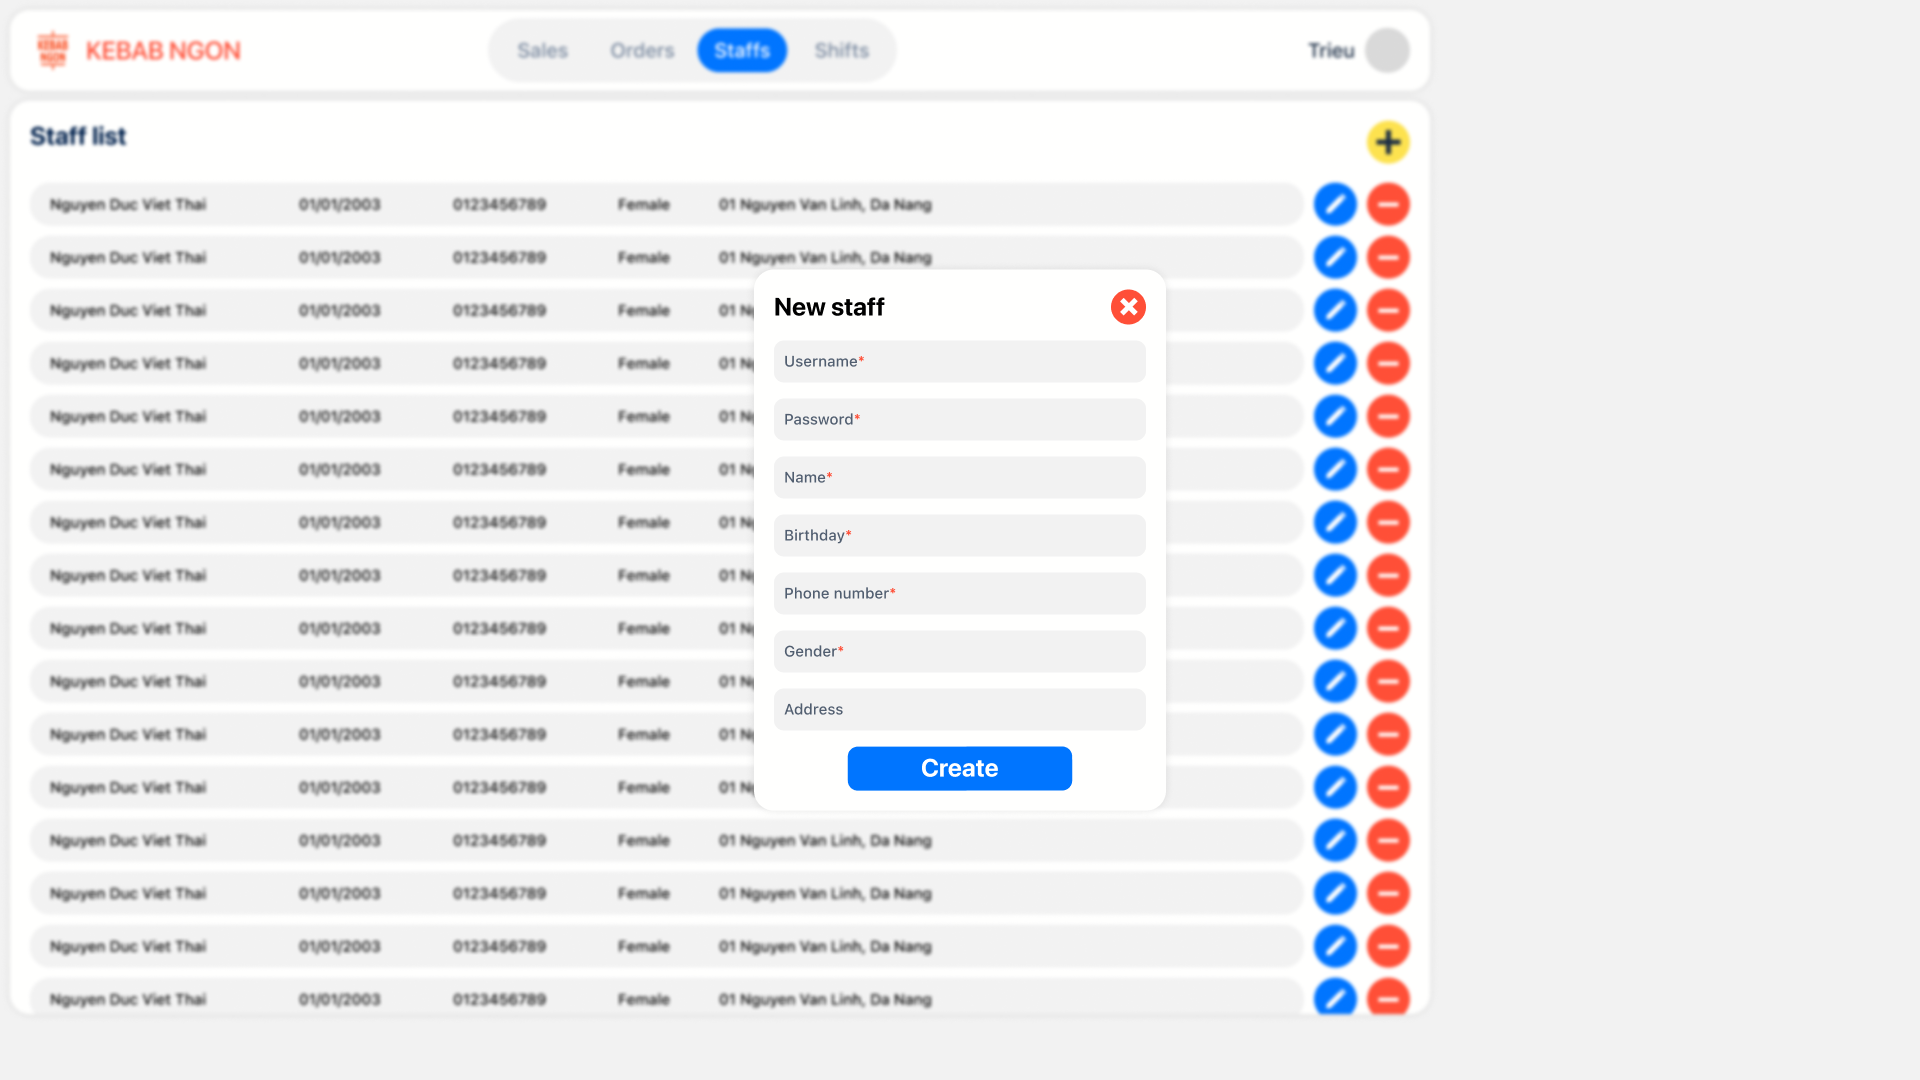 KEBAB
NGON
KEBAB NGON
Sales Orders Staffs Shifts
Trieu
Staff list
Nguyen Duc Viet Thai 01/01/2003 0123456789 Female 01 Nguyen Van Linh, Da Nang
Nguyen Duc Viet Thai 01/01/2003 0123456789 Female 01 Nguyen Van Linh, Da Nang
Nguyen Duc Viet Thai 01/01/2003 0123456789 Female 01
Nguyen Duc Viet Thai 01/01/2003 0123456789 Female 01
Nguyen Duc Viet Thai 01/01/2003 0123456789 Female 01
Nguyen Duc Viet Thai 01/01/2003 0123456789 Female 01
Nguyen Duc Viet Thai 01/01/2003 0123456789 Female 01
Nguyen Duc Viet Thai 01/01/2003 0123456789 Female 01
Nguyen Duc Viet Thai 01/01/2003 0123456789 Female 01
Nguyen Duc Viet Thai 01/01/2003 0123456789 Female 01
Nguyen Duc Viet Thai 01/01/2003 0123456789 Female 01
Nguyen Duc Viet Thai 01/01/2003 0123456789 Female 01
Nguyen Duc Viet Thai 01/01/2003 0123456789 Female 01 Nguyen Van Linh, Da Nang
Nguyen Duc Viet Thai 01/01/2003 0123456789 Female 01 Nguyen Van Linh, Da Nang
Nguyen Duc Viet Thai 01/01/2003 0123456789 Female 01 Nguyen Van Linh, Da Nang
Nguyen Duc Viet Thai 01/01/2003 0123456789 Female 01 Nguyen Van Linh, Da Nang
New staff
Username*
Password*
Name*
Birthday*
Phone number*
Gender*
Address
Create